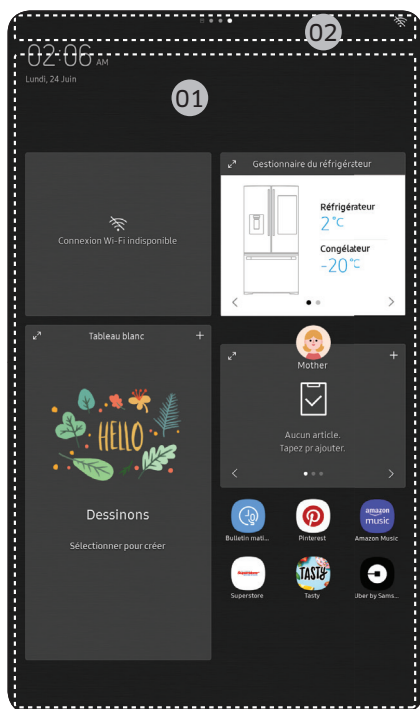 02
02:06 AM
Lundi, 24 Juin
01
Gestionnaire du réfrigérateur
Réfrigérateur
2°C
Connexion Wi-Fi indisponible
Congélateur
-20°C
Tableau blanc
Mother
HELLO
Aucun article.
Tapez pr ajouter.
Dessinons
Sélectionner pour créer
Bulletin mati...
Pinterest
amazon
music
Amazon Music
TASTY
Superstore
Tasty
Uber by Sams...